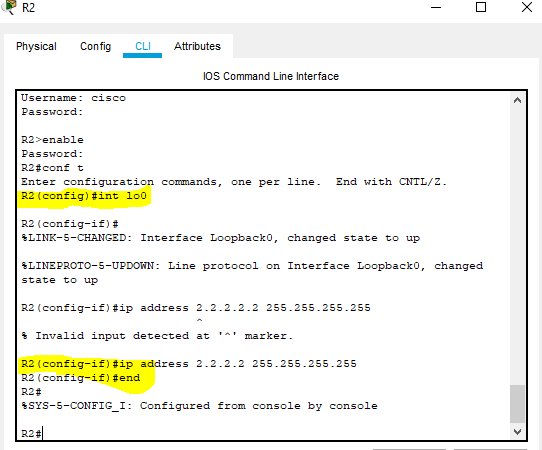 R2
Physical Config CLI Attributes
IOS Command Line Interface
Username: cisco
Password:
R2>enable
Password:
R2#conf t
Enter configuration commands, one per line.  End with CNTL/Z.
R2(config)#int lo0
R2(config-if)#
%LINK-5-CHANGED: Interface Loopback0, changed state to up
%LINEPROTO-5-UPDOWN: Line protocol on Interface Loopback0, changed
state to up
R2(config-if)#ip address 2.2.2.2.2 255.255.255.255
^
% Invalid input detected at '^' marker.
R2(config-if)#ip address 2.2.2.2 255.255.255.255
R2(config-if)#end
R2#
%SYS-5-CONFIG_I: Configured from console by console
R2#